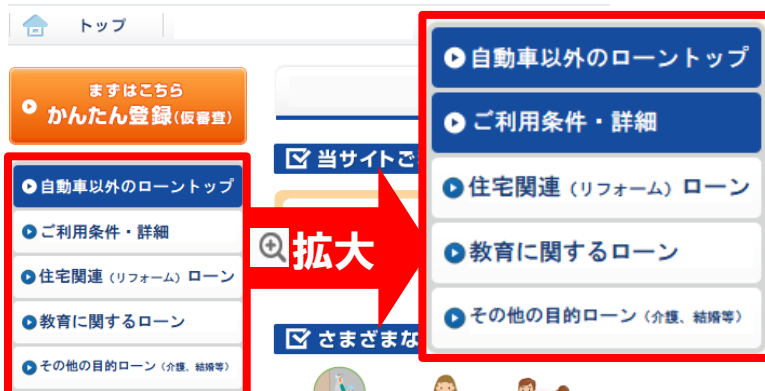 トップ
まずはこちら
かんたん登録(仮審査)
自動車以外のローントップ
ご利用条件・詳細
住宅関連(リフォーム)ローン
教育に関するローン
その他の目的ローン(介護、結婚等)
当サイトご
さまざまな
拡大
自動車以外のローントップ
ご利用条件・詳細
住宅関連(リフォーム)ローン
教育に関するローン
その他の目的ローン(介護、結婚等)